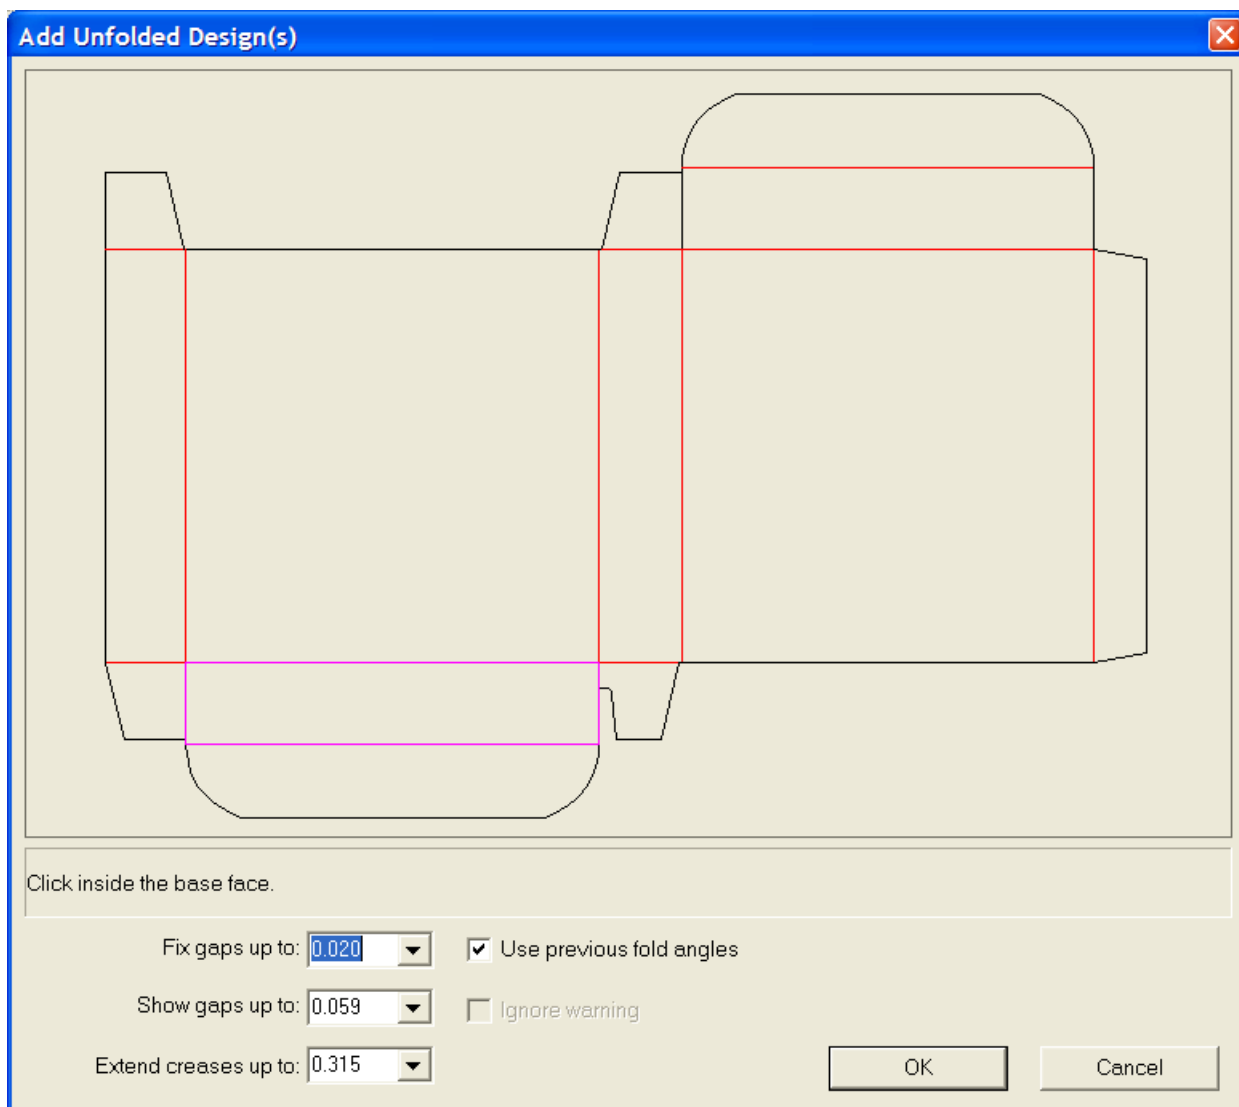 Add Unfolded Design(s)
Click inside the base face.
Fix gaps up to: 0.020
Use previous fold angles
Show gaps up to: 0.059
Ignore warning
Extend creases up to: 0.315
OK
Cancel